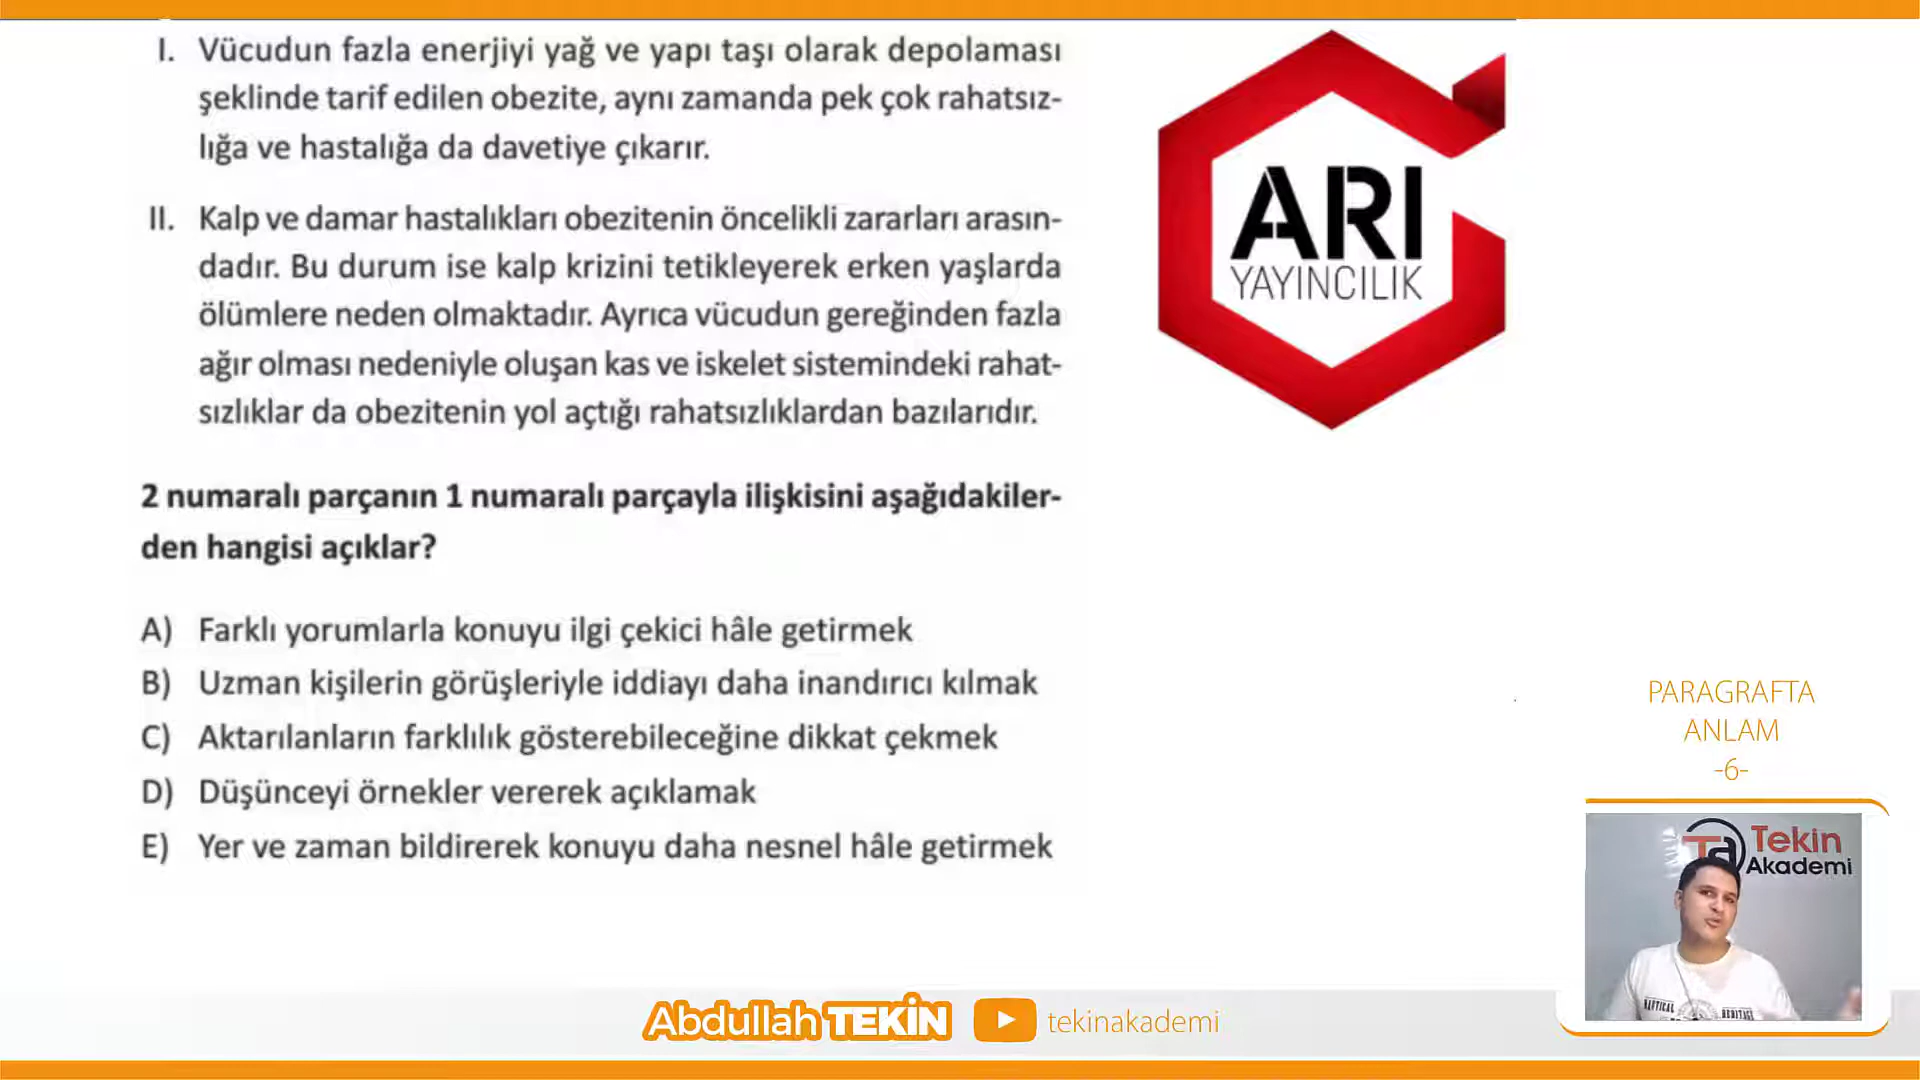 I. Vücudun fazla enerjiyi yağ ve yapı taşı olarak depolaması
şeklinde tarif edilen obezite, aynı zamanda pek çok rahatsız-
lığa ve hastalığa da davetiye çıkarır.
II. Kalp ve damar hastalıkları obezitenin öncelikli zararları arasın-
dadır. Bu durum ise kalp krizini tetikleyerek erken yaşlarda
ölümlere neden olmaktadır. Ayrıca vücudun gereğinden fazla
ağır olması nedeniyle oluşan kas ve iskelet sistemindeki rahat-
sızlıklar da obezitenin yol açtığı rahatsızlıklardan bazılarıdır.
2 numaralı parçanın 1 numaralı parçayla ilişkisini aşağıdakiler-
den hangisi açıklar?
A) Farklı yorumlarla konuyu ilgi çekici hâle getirmek
B) Uzman kişilerin görüşleriyle iddiayı daha inandırıcı kılmak
C) Aktarılanların farklılık gösterebileceğine dikkat çekmek
D) Düşünceyi örnekler vererek açıklamak
E) Yer ve zaman bildirerek konuyu daha nesnel hâle getirmek
ARI
YAYINCILIK
PARAGRAFTA
ANLAM
-6-
Ta Tekin
Akademi
NAUTICAL HERITAGE
Abdullah TEKİN
tekinakademi